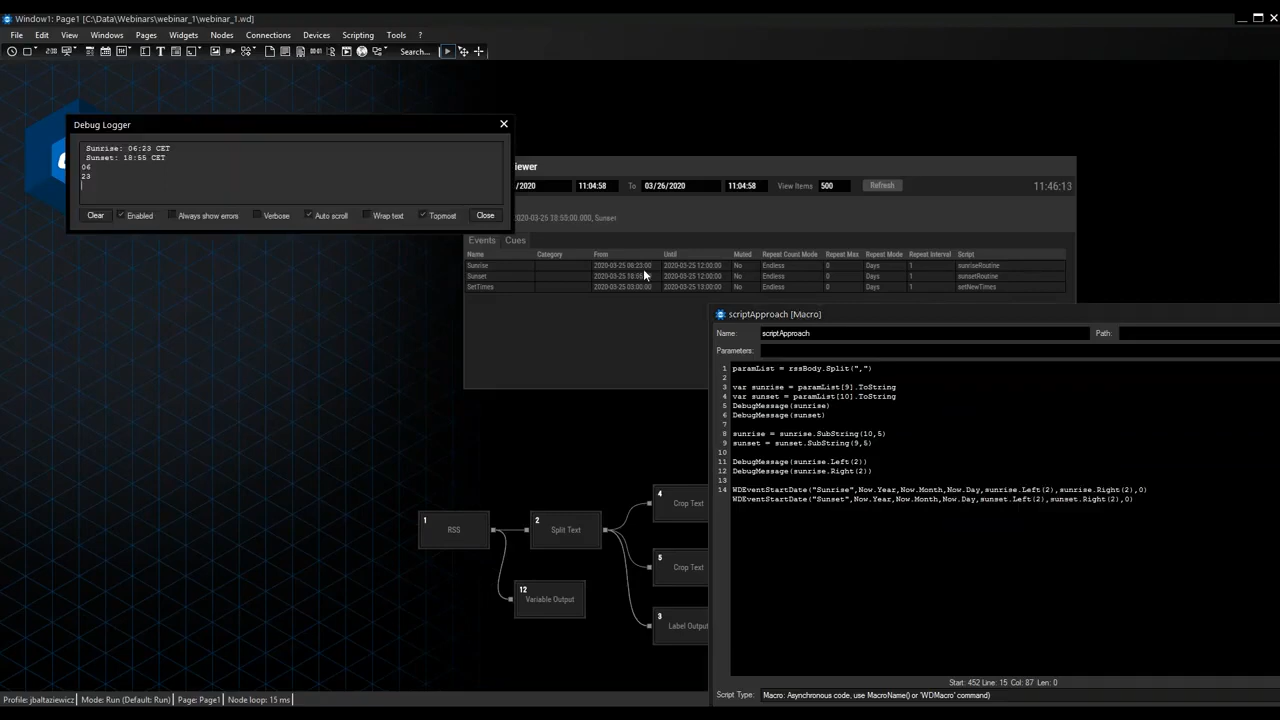 Window1: Page1 [C:\Data\Webinars\webinar_1\webinar_1.wd]
File Edit View Windows Pages Widgets Nodes Connections Devices Scripting Tools ?
Search...
Debug Logger
Sunrise: 06:23 CET
Sunset: 18:55 CET
06
23
Clear Enabled Always show errors Verbose Auto scroll Wrap text Topmost Close
ewer
/2020 11:04:58 To 03/26/2020 11:04:58 View Items 500 Refresh 11:46:13
2020-03-25 18:55:00.000, Sunset
Events Cues
Name Category From Until Muted Repeat Count Mode Repeat Max Repeat Mode Repeat Interval Script
Sunrise 2020-03-25 06:23:00 2020-03-25 12:00:00 No Endless 0 Days 1 sunriseRoutine
Sunset 2020-03-25 18:55 2020-03-25 12:00:00 No Endless 0 Days 1 sunsetRoutine
SetTimes 2020-03-25 03:00:00 2020-03-25 13:00:00 No Endless 0 Days 1 setNewTimes
scriptApproach [Macro]
Name: scriptApproach Path:
Parameters:
1 paramList = rssBody.Split(",")
2
3 var sunrise = paramList[9].ToString
4 var sunset = paramList[10].ToString
5 DebugMessage(sunrise)
6 DebugMessage(sunset)
7
8 sunrise = sunrise.SubString(10,5)
9 sunset = sunset.SubString(9,5)
10
11 DebugMessage(sunrise.Left(2))
12 DebugMessage(sunrise.Right(2))
13
14 WDEventStartDate("Sunrise",Now.Year,Now.Month,Now.Day,sunrise.Left(2),sunrise.Right(2),0)
WDEventStartDate("Sunset",Now.Year,Now.Month,Now.Day,sunset.Left(2),sunset.Right(2),0)
1 RSS
2 Split Text
4 Crop Text
5 Crop Text
12 Variable Output
3 Label Output
Start: 452 Line: 15 Col: 87 Len: 0
Script Type: Macro: Asynchronous code, use MacroName() or 'WDMacro' command)
Profile: jbaltaziewicz Mode: Run (Default: Run) Page: Page1 Node loop: 15 ms